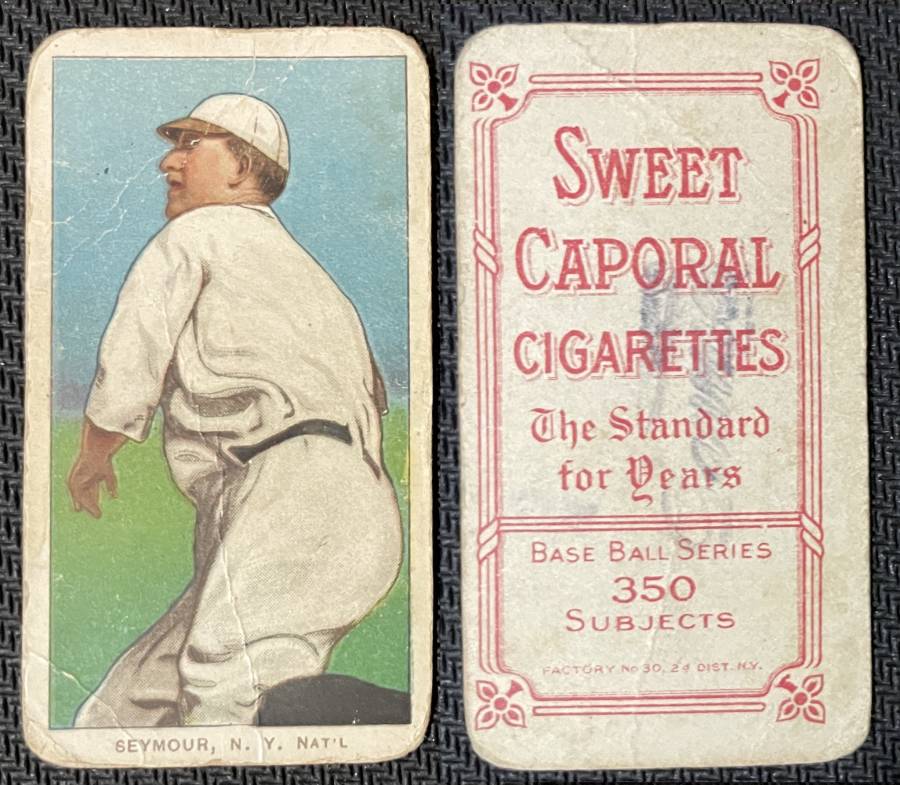 SEYMOUR, N. Y. NAT'L
SWEET
CAPORAL
CIGARETTES
The Standard
for Years
BASE BALL SERIES
350
SUBJECTS
FACTORY No 30, 2d DIST. N.Y.